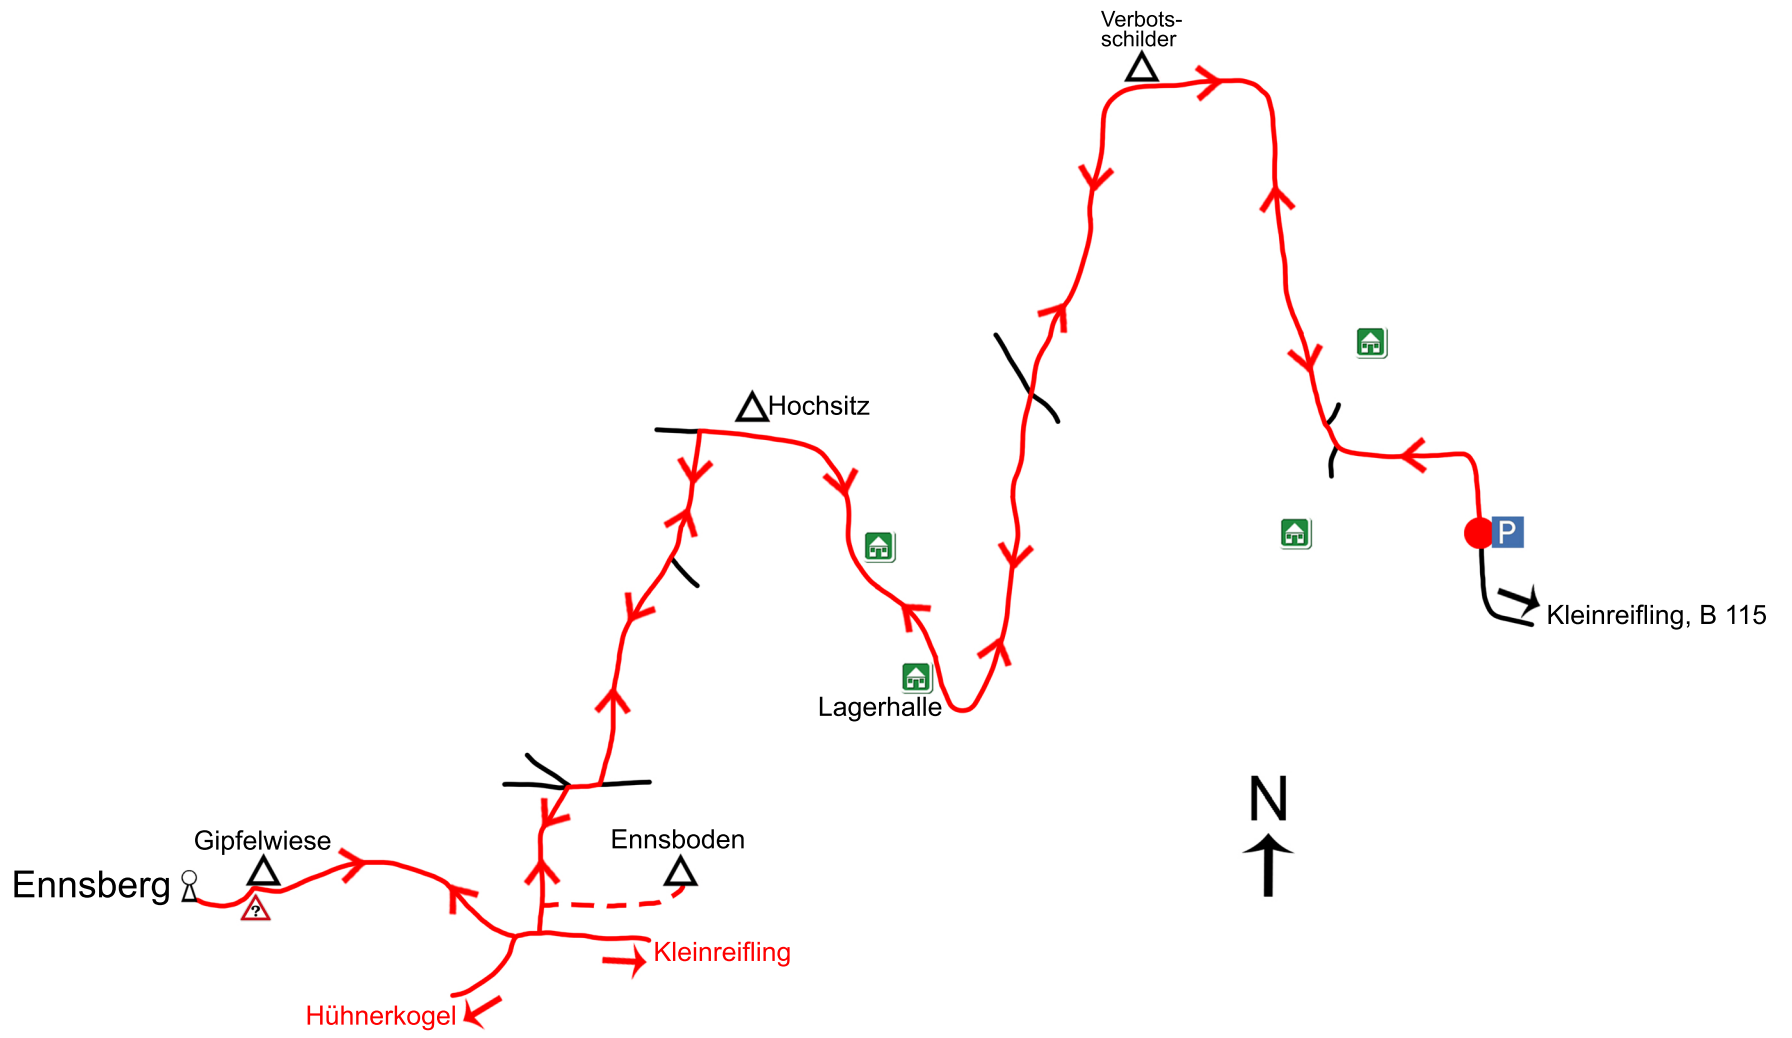 Verbots-
schilder
Hochsitz
P
Kleinreifling, B 115
Lagerhalle
N
Gipfelwiese
Ennsboden
Ennsberg
?
Kleinreifling
Hühnerkogel